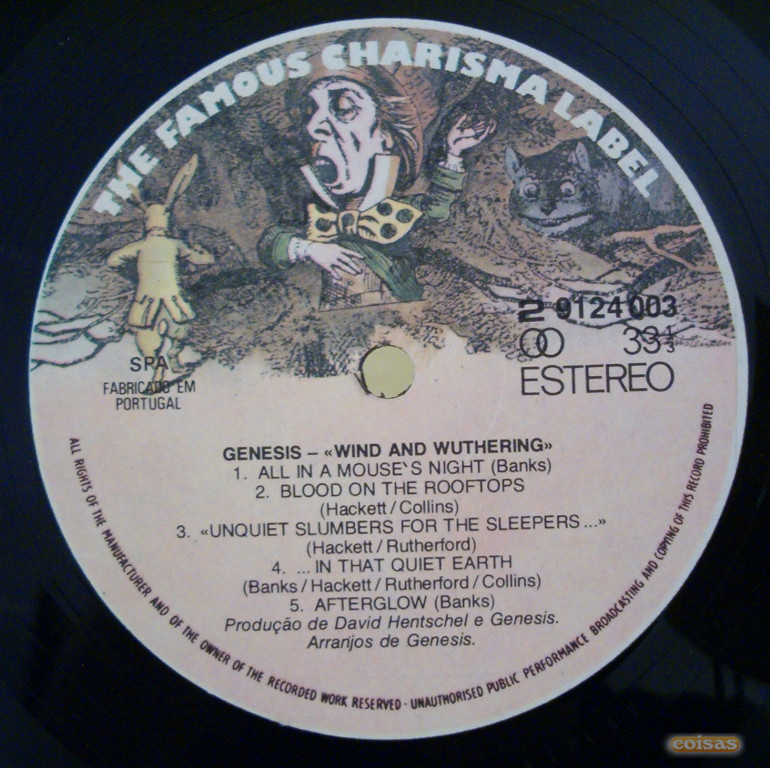 THE FAMOUS CHARISMA LABEL
2 9124 003
33 1/3
ESTEREO
SPA
FABRICADO EM
PORTUGAL
GENESIS – «WIND AND WUTHERING»
1. ALL IN A MOUSE`S NIGHT (Banks)
2. BLOOD ON THE ROOFTOPS
(Hackett / Collins)
3. «UNQUIET SLUMBERS FOR THE SLEEPERS ...»
(Hackett / Rutherford)
4. ... IN THAT QUIET EARTH
(Banks / Hackett / Rutherford / Collins)
5. AFTERGLOW (Banks)
Produção de David Hentschel e Genesis.
Arranjos de Genesis.
ALL RIGHTS OF THE MANUFACTURER AND OF THE OWNER OF THE RECORDED WORK RESERVED · UNAUTHORISED PUBLIC PERFORMANCE BROADCASTING AND COPYING OF THIS RECORD PROHIBITED
coisas